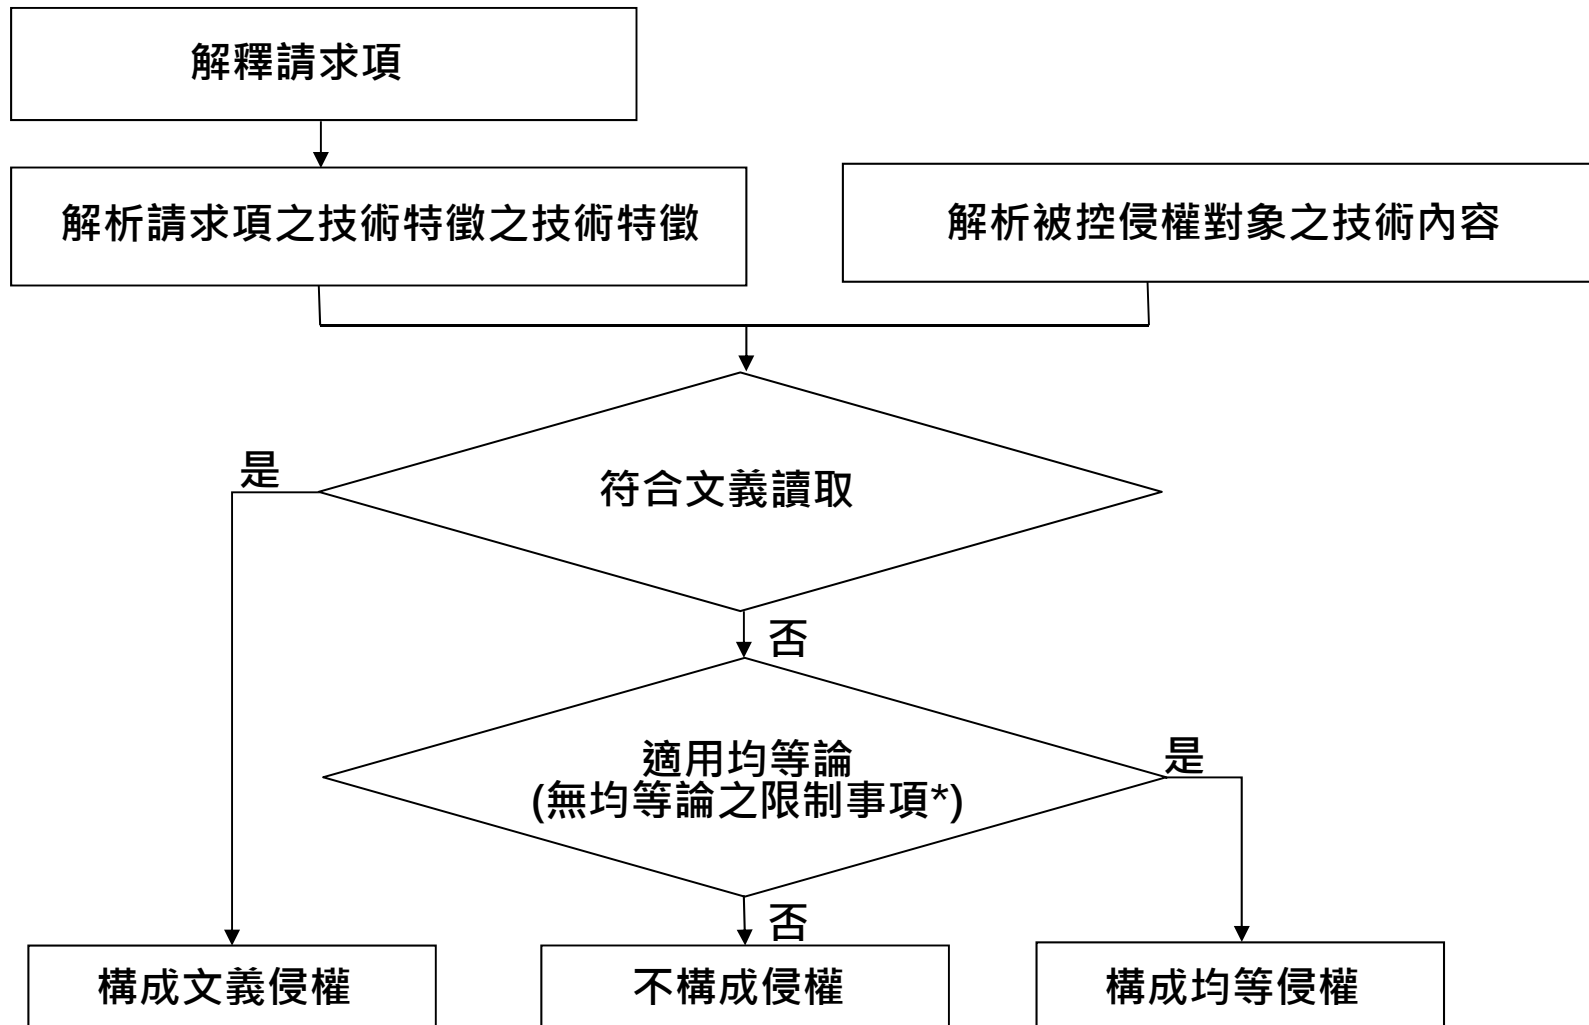 解釋請求項
解析請求項之技術特徵之技術特徵
解析被控侵權對象之技術內容
是
符合文義讀取
否
適用均等論
(無均等論之限制事項*)
是
否
構成文義侵權
不構成侵權
構成均等侵權